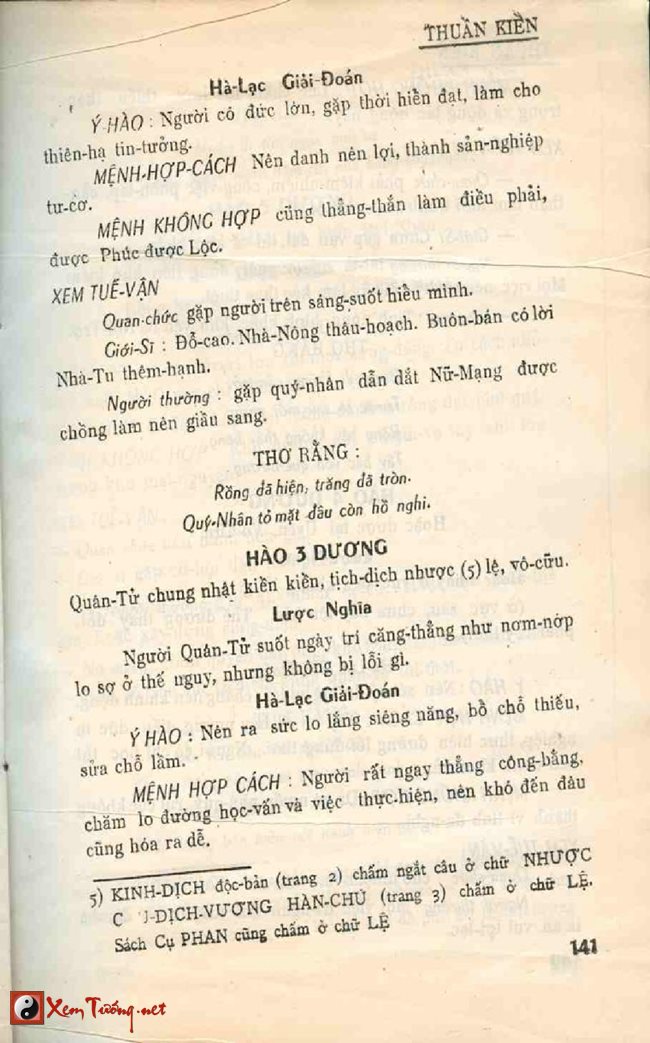 THUẦN KIỀN
Hà-Lạc Giải-Đoán
Ý HÀO : Người có đức lớn, gặp thời hiển đạt, làm cho
thiên-hạ tin-tưởng.
MỆNH-HỢP-CÁCH Nên danh nên lợi, thành sản-nghiệp
tư-cơ.
MỆNH KHÔNG HỢP cũng thẳng-thắn làm điều phải,
được Phúc được Lộc.
XEM TUẾ-VẬN
Quan-chức gặp người trên sáng-suốt hiểu mình.
Giới-Sĩ : Đỗ-cao. Nhà-Nông thâu-hoạch. Buôn-bán có lời
Nhà-Tu thêm-hạnh.
Người thường : gặp quý-nhân dẫn dắt Nữ-Mạng được
chồng làm nên giầu sang.
THƠ RẰNG :
Rồng đã hiện, trăng đã tròn.
Quý-Nhân tỏ mặt đâu còn hồ nghi.
HÀO 3 DƯƠNG
Quân-Tử chung nhật kiền kiền, tịch-dịch nhược (5) lệ, vô-cữu.
Lược Nghĩa
Người Quân-Tử suốt ngày trí căng-thẳng như nơm-nớp
lo sợ ở thế nguy, nhưng không bị lỗi gì.
Hà-Lạc Giải-Đoán
Ý HÀO : Nên ra sức lo lắng siêng năng, bồ chỗ thiếu,
sửa chỗ lầm.
MỆNH HỢP CÁCH : Người rất ngay thẳng công-bằng,
chăm lo đường học-vấn và việc thực-hiện, nên khó đến đâu
cũng hóa ra dễ.
5) KINH-DỊCH độc-bản (trang 2) chấm ngắt câu ở chữ NHƯỢC
C J-DỊCH-VƯƠNG HÀN-CHÚ (trang 3) chấm ở chữ LỆ.
Sách Cụ PHAN cũng chấm ở chữ LỆ
141
XemTướng.net